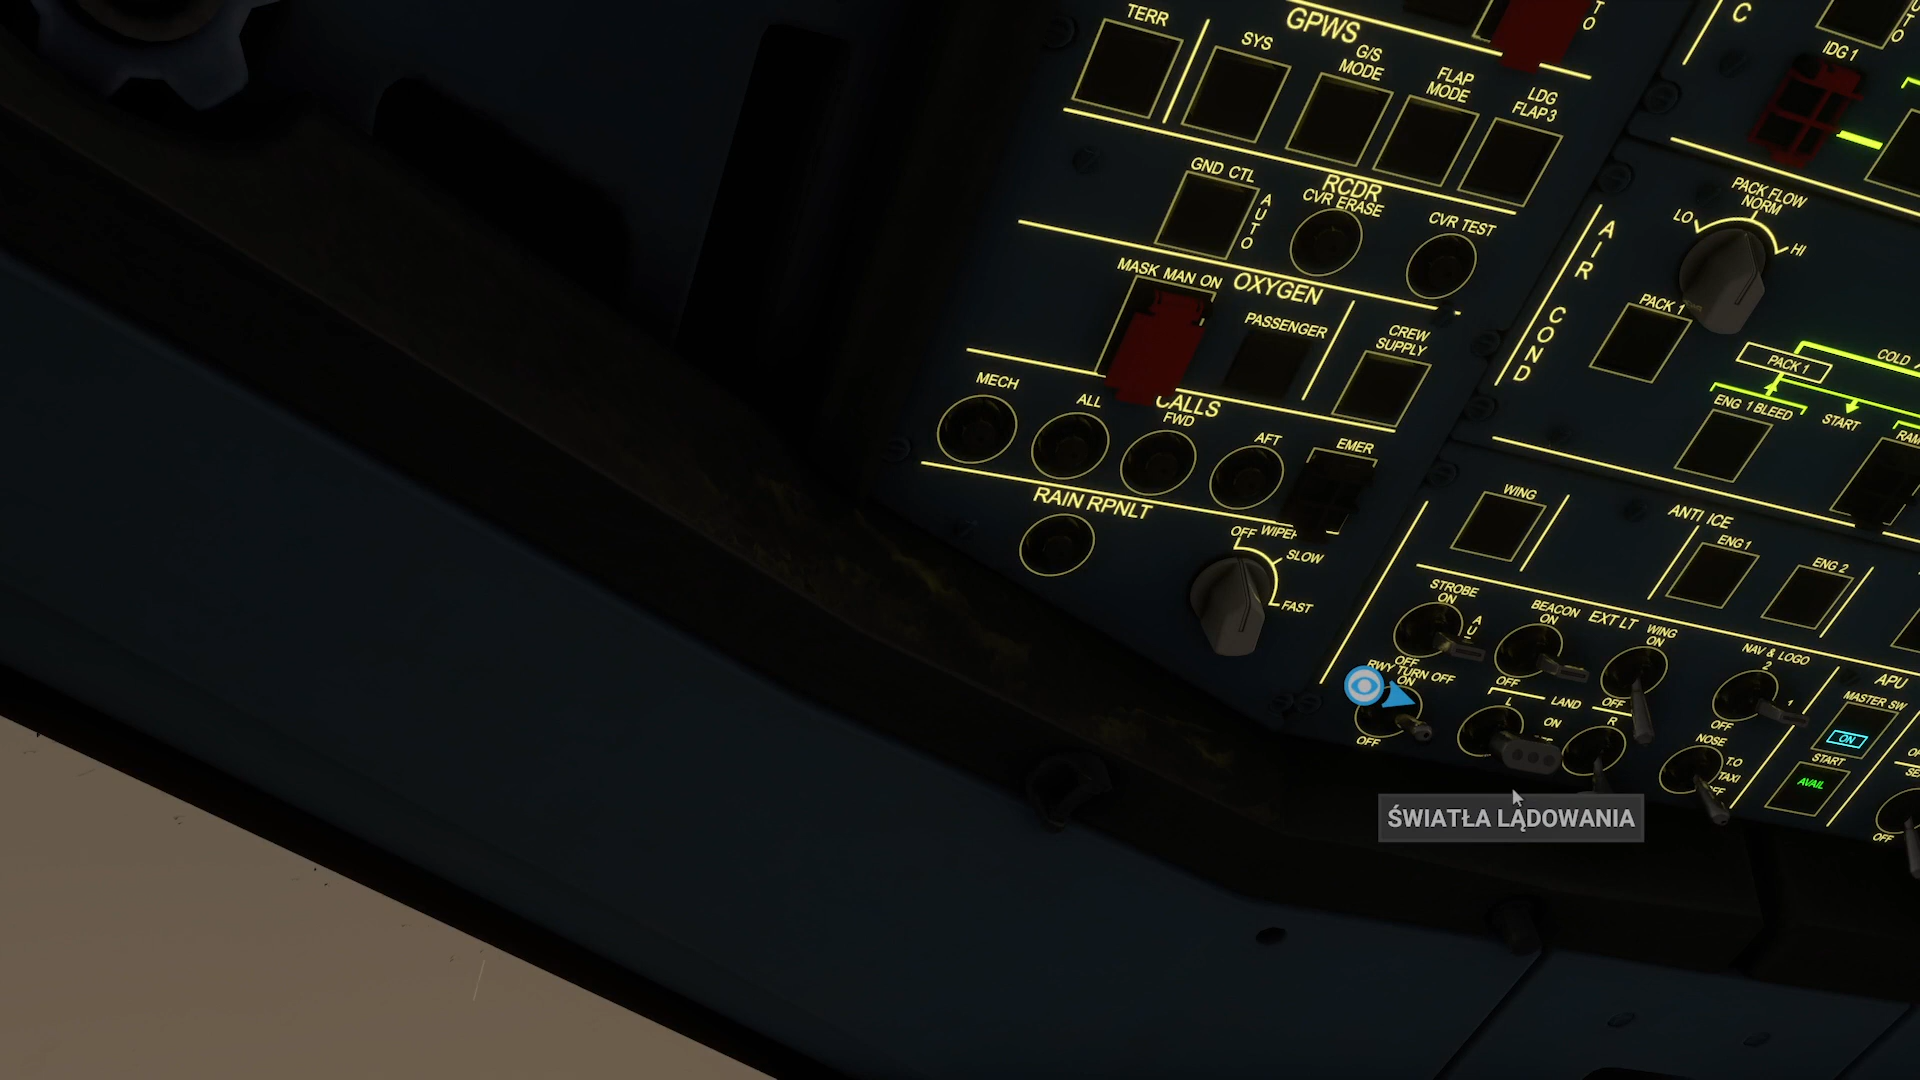 TERR
GPWS
SYS
G/S
MODE
FLAP
MODE
LDG
FLAP 3
GND CTL
AUTO
RCDR
CVR ERASE
CVR TEST
MASK MAN ON
OXYGEN
PASSENGER
CREW
SUPPLY
MECH
ALL
CALLS
FWD
AFT
EMER
RAIN RPNLT
OFF
SLOW
FAST
C
IDG 1
PACK FLOW
LO
NORM
HI
AIR COND
PACK 1
PACK 1
COLD
ENG 1 BLEED
START
WING
ANTI ICE
ENG 1
ENG 2
STROBE
ON
OFF
BEACON
ON
OFF
EXT LT
WING
ON
OFF
NAV & LOGO
2
1
OFF
RWY TURN OFF
ON
OFF
L
LAND
ON
R
NOSE
T.O
TAXI
APU
MASTER SW
ON
START
AVAIL
OFF
ŚWIATŁA LĄDOWANIA